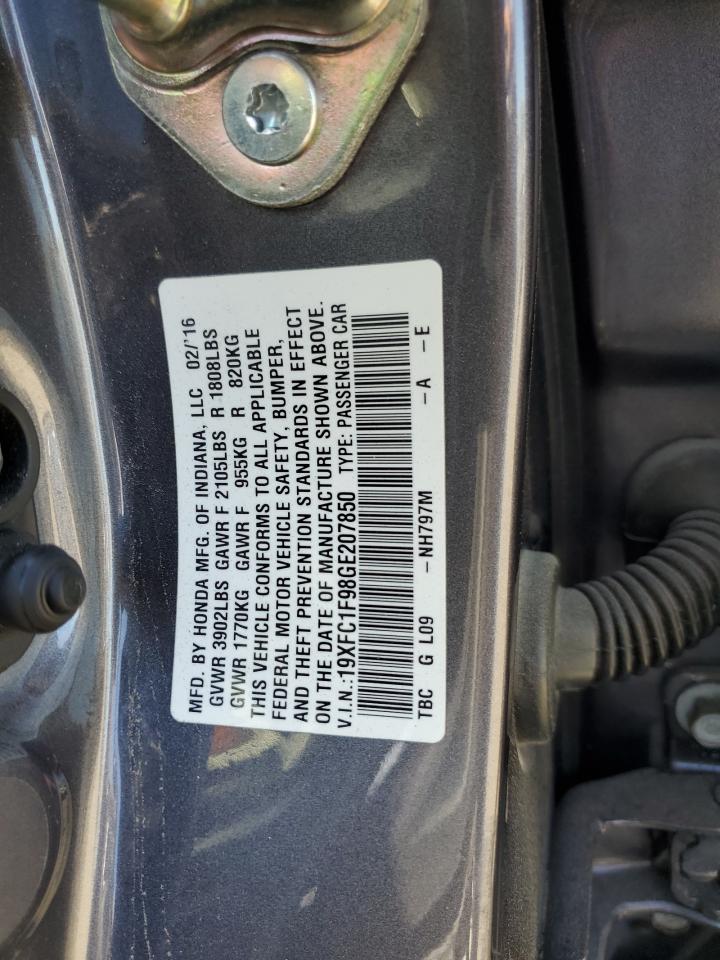 MFD. BY HONDA MFG. OF INDIANA, LLC 02/'16
GVWR 3902LBS GAWR F 2105LBS R 1808LBS
GVWR 1770KG GAWR F 955KG R 820KG
THIS VEHICLE CONFORMS TO ALL APPLICABLE
FEDERAL MOTOR VEHICLE SAFETY, BUMPER,
AND THEFT PREVENTION STANDARDS IN EFFECT
ON THE DATE OF MANUFACTURE SHOWN ABOVE.
V.I.N.:19XFC1F98GE207850 TYPE: PASSENGER CAR
TBC G L09 -NH797M -A -E